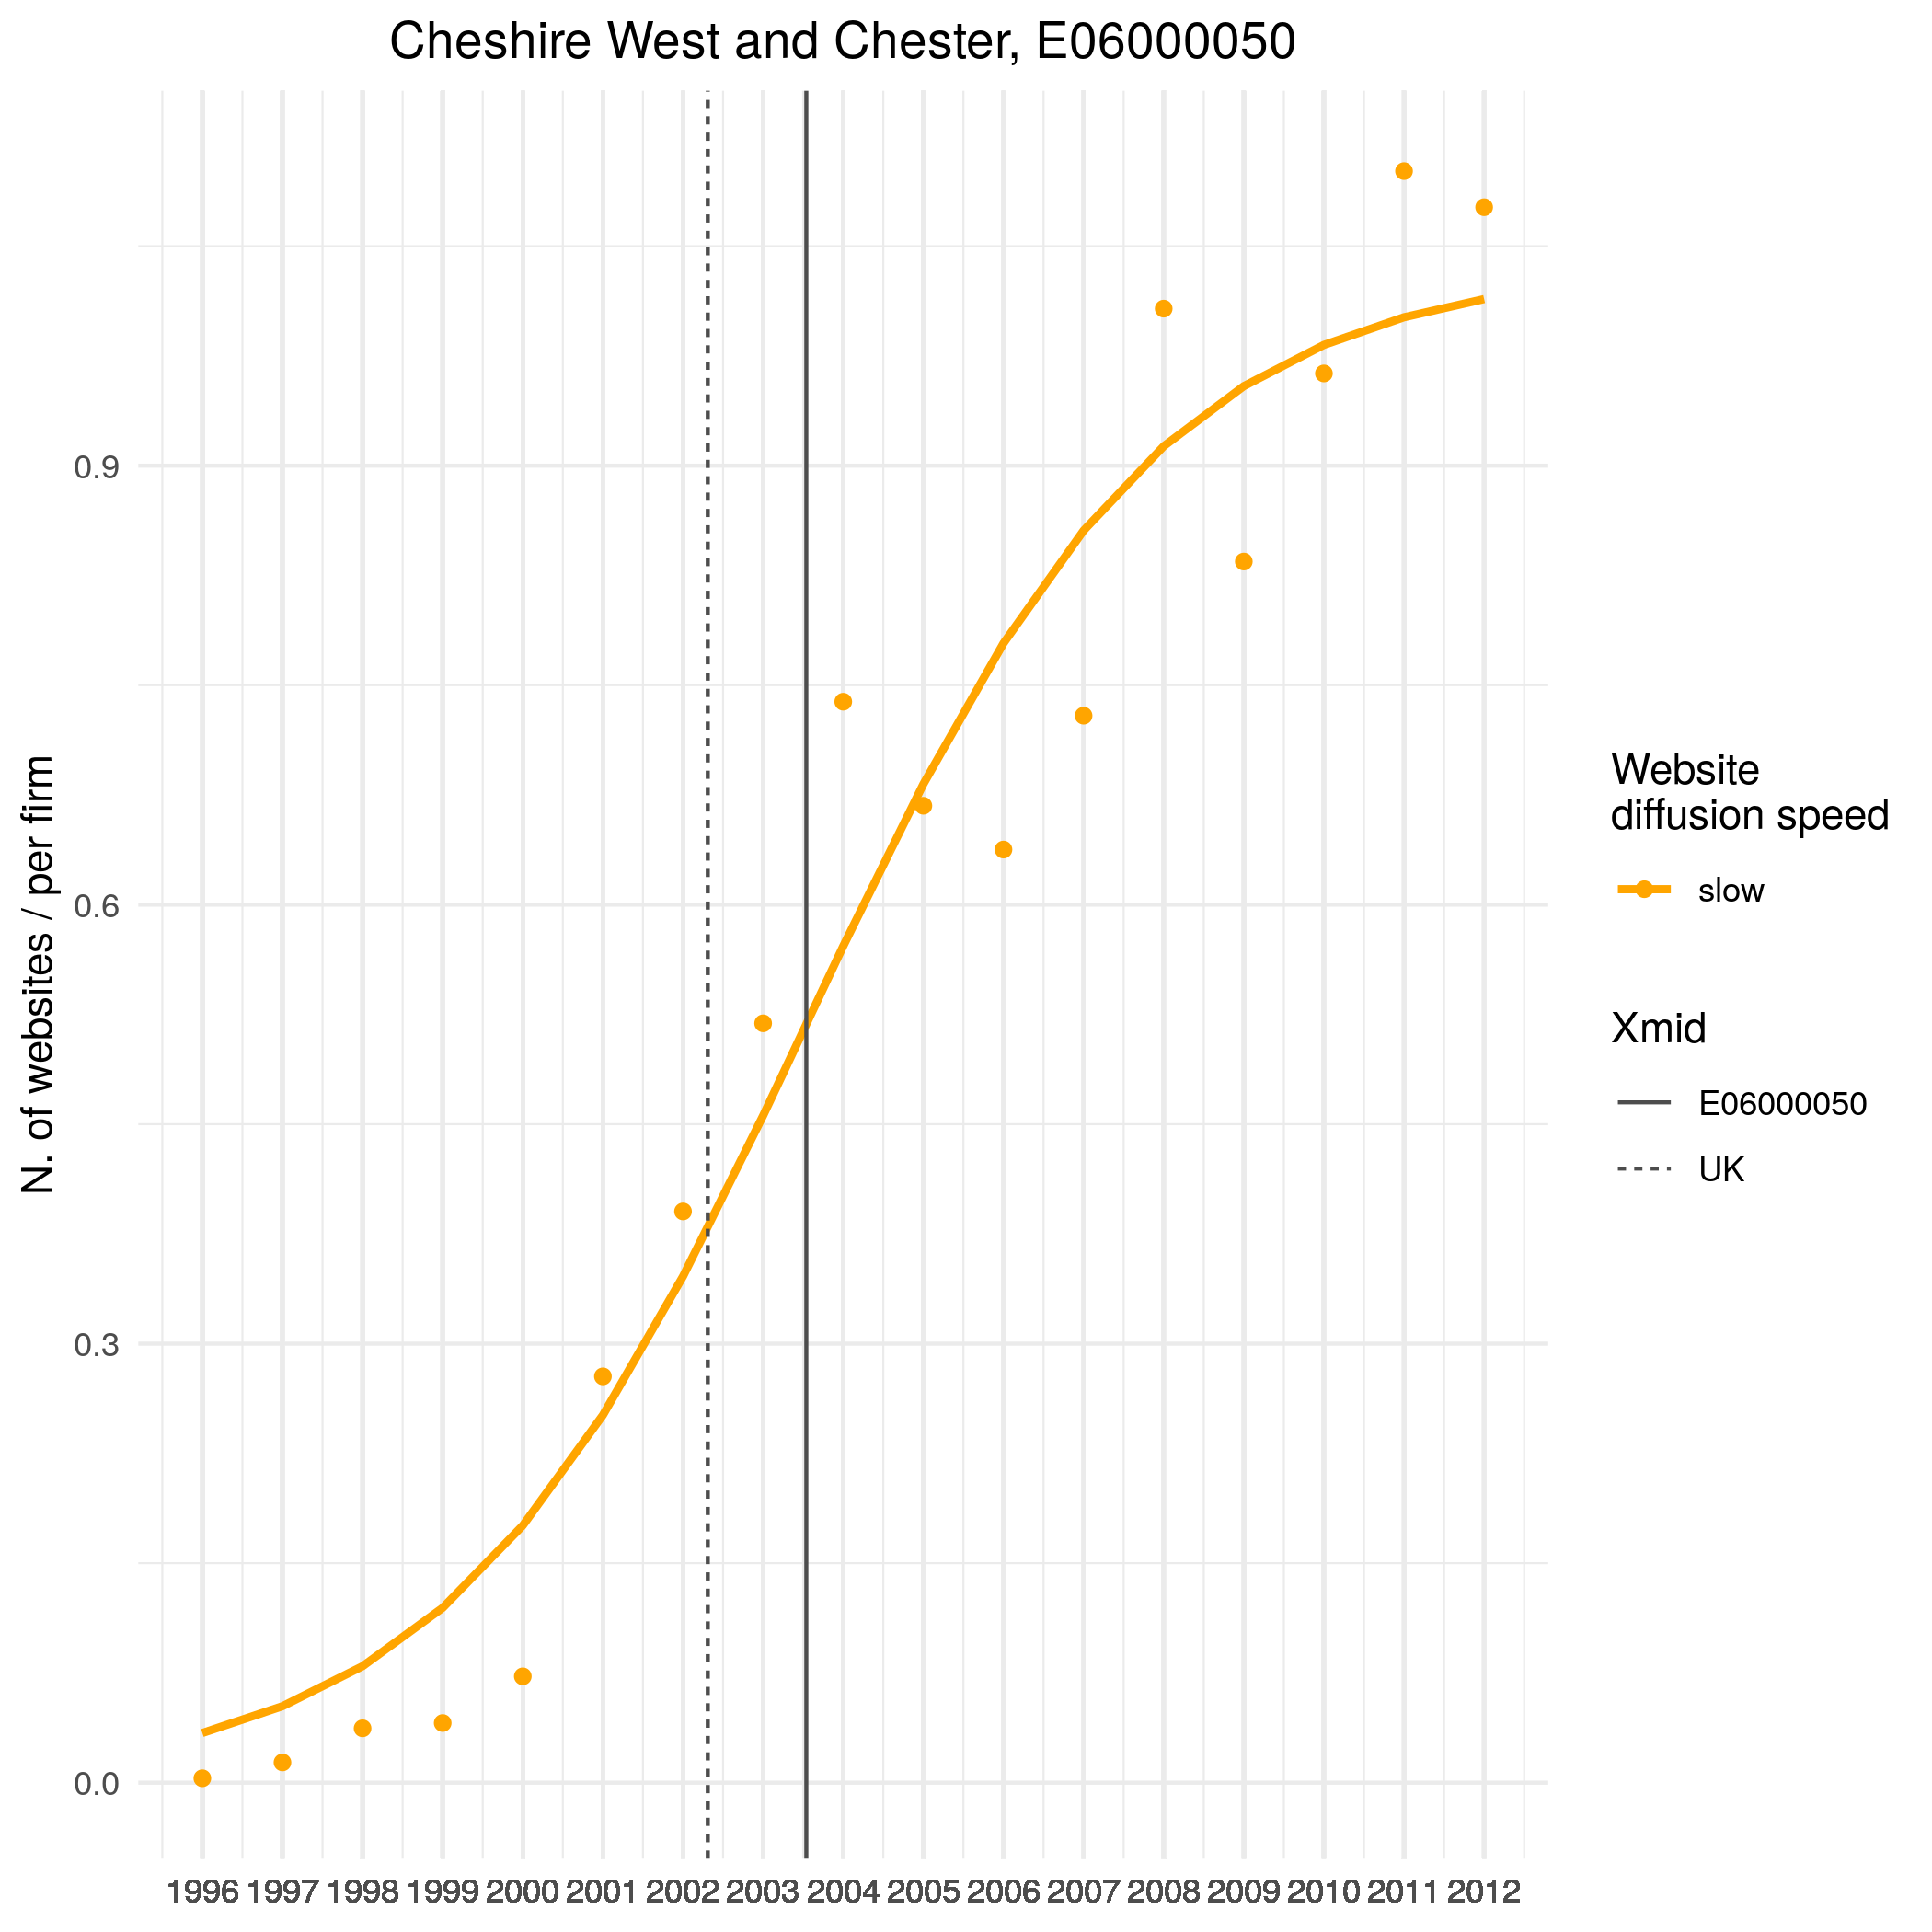 Cheshire West and Chester, E06000050
N. of websites / per firm
0.9
0.6
0.3
0.0
1996 1997 1998 1999 2000 2001 2002 2003 2004 2005 2006 2007 2008 2009 2010 2011 2012
Website
diffusion speed
slow
Xmid
E06000050
UK